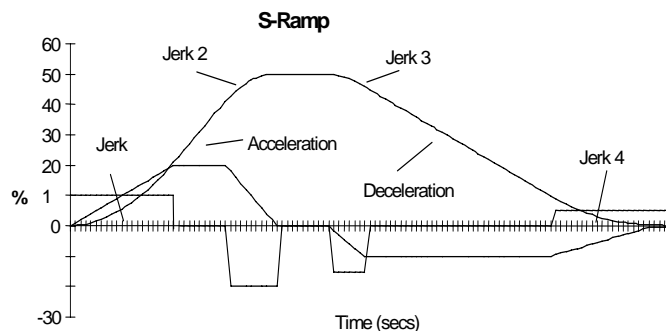 S-Ramp
60
50
40
30
20
1
0
-30
%
Jerk 2
Jerk 3
Jerk
Acceleration
Deceleration
Jerk 4
Time (secs)